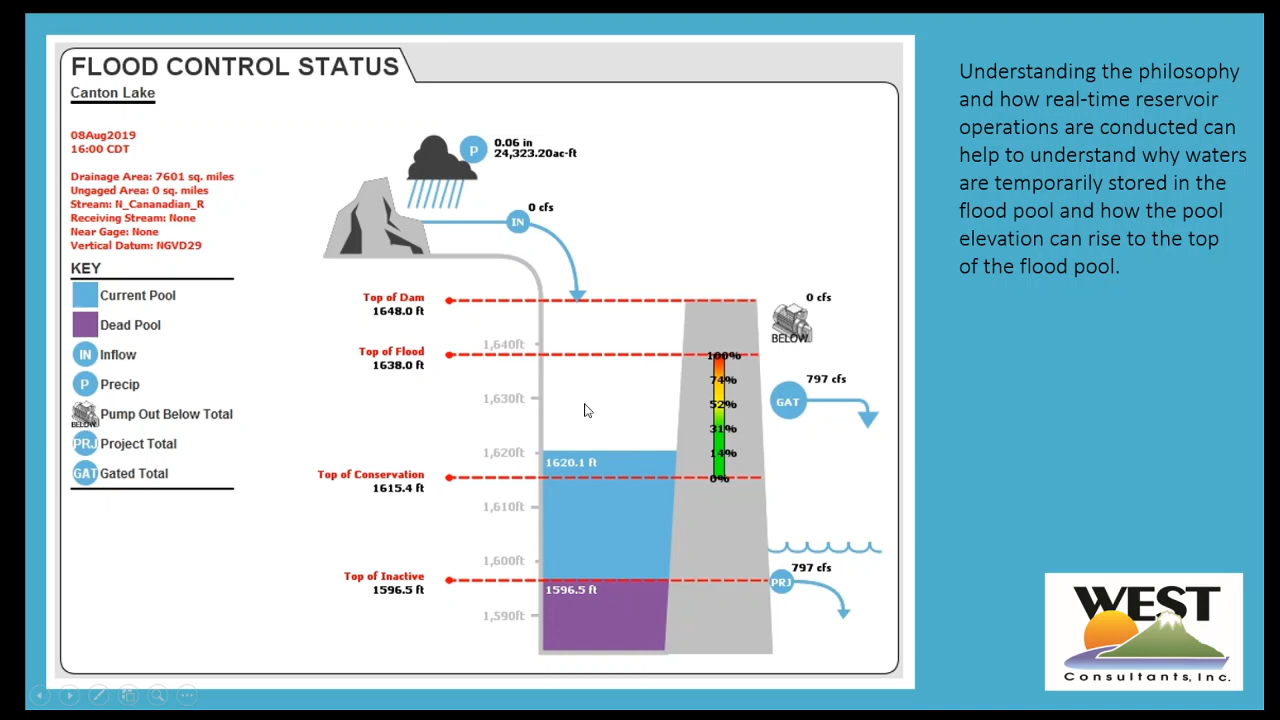 FLOOD CONTROL STATUS
Canton Lake
08Aug2019
16:00 CDT
Drainage Area: 7601 sq. miles
Ungaged Area: 0 sq. miles
Stream: N_Cananadian_R
Receiving Stream: None
Near Gage: None
Vertical Datum: NGVD29
KEY
Current Pool
Dead Pool
IN Inflow
P Precip
BELOW Pump Out Below Total
PRJ Project Total
GAT Gated Total
P
0.06 in
24,323.20ac-ft
0 cfs
IN
Top of Dam
1648.0 ft
Top of Flood
1638.0 ft
Top of Conservation
1615.4 ft
Top of Inactive
1596.5 ft
1,640ft
1,630ft
1,620ft
1,610ft
1,600ft
1,590ft
1620.1 ft
1596.5 ft
100%
74%
52%
31%
14%
0%
0 cfs
BELOW
797 cfs
GAT
797 cfs
PRJ
Understanding the philosophy
and how real-time reservoir
operations are conducted can
help to understand why waters
are temporarily stored in the
flood pool and how the pool
elevation can rise to the top
of the flood pool.
WEST
Consultants, Inc.